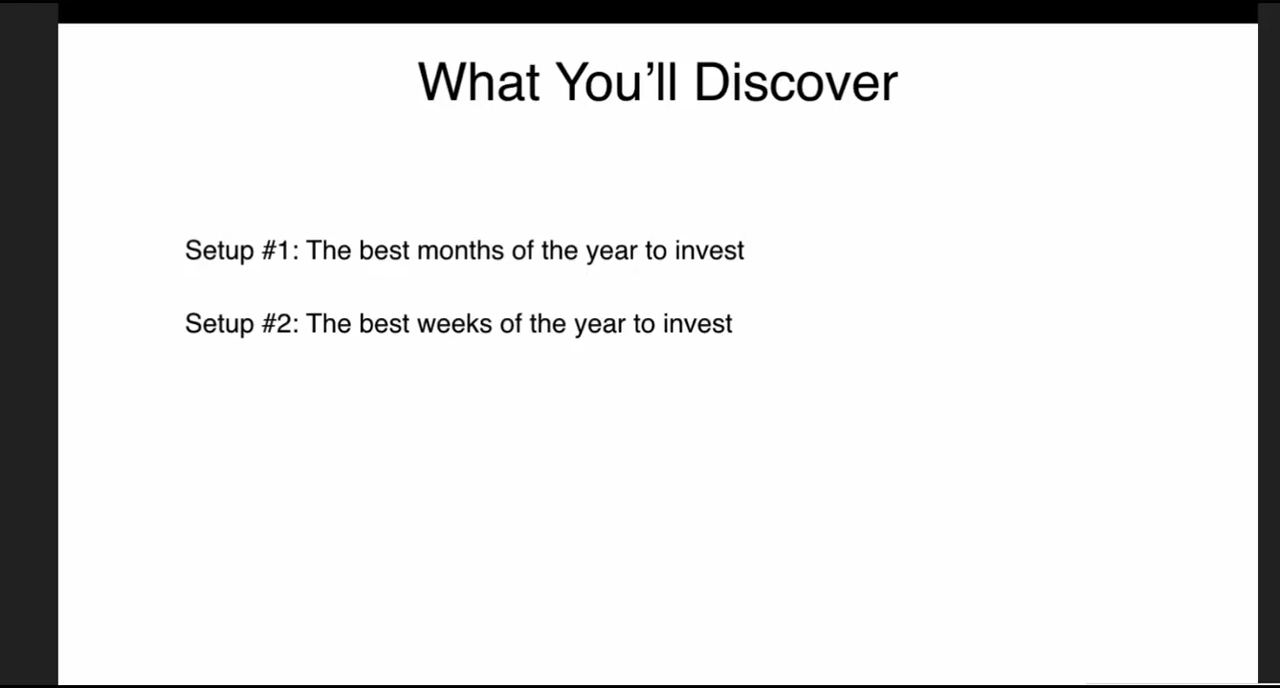 What You’ll Discover
Setup #1: The best months of the year to invest
Setup #2: The best weeks of the year to invest